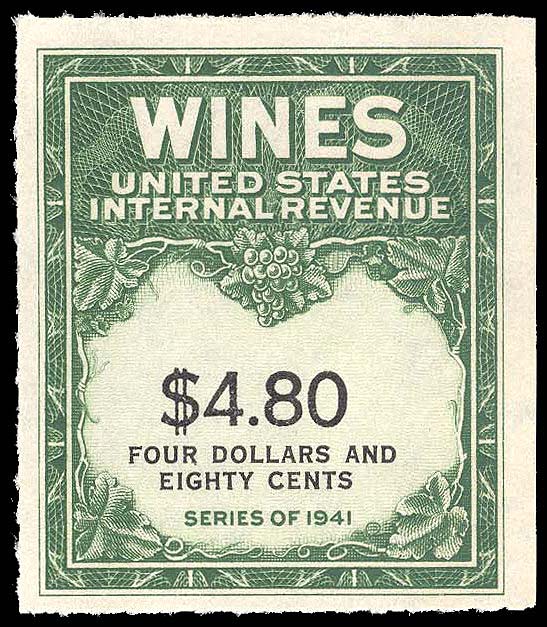 WINES
UNITED STATES
INTERNAL REVENUE
$4.80
FOUR DOLLARS AND
EIGHTY CENTS
SERIES OF 1941